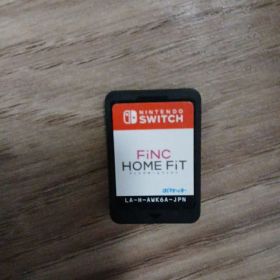 NINTENDO
SWITCH
FiNC
HOME FiT
LA-H-AWK6A-JPN